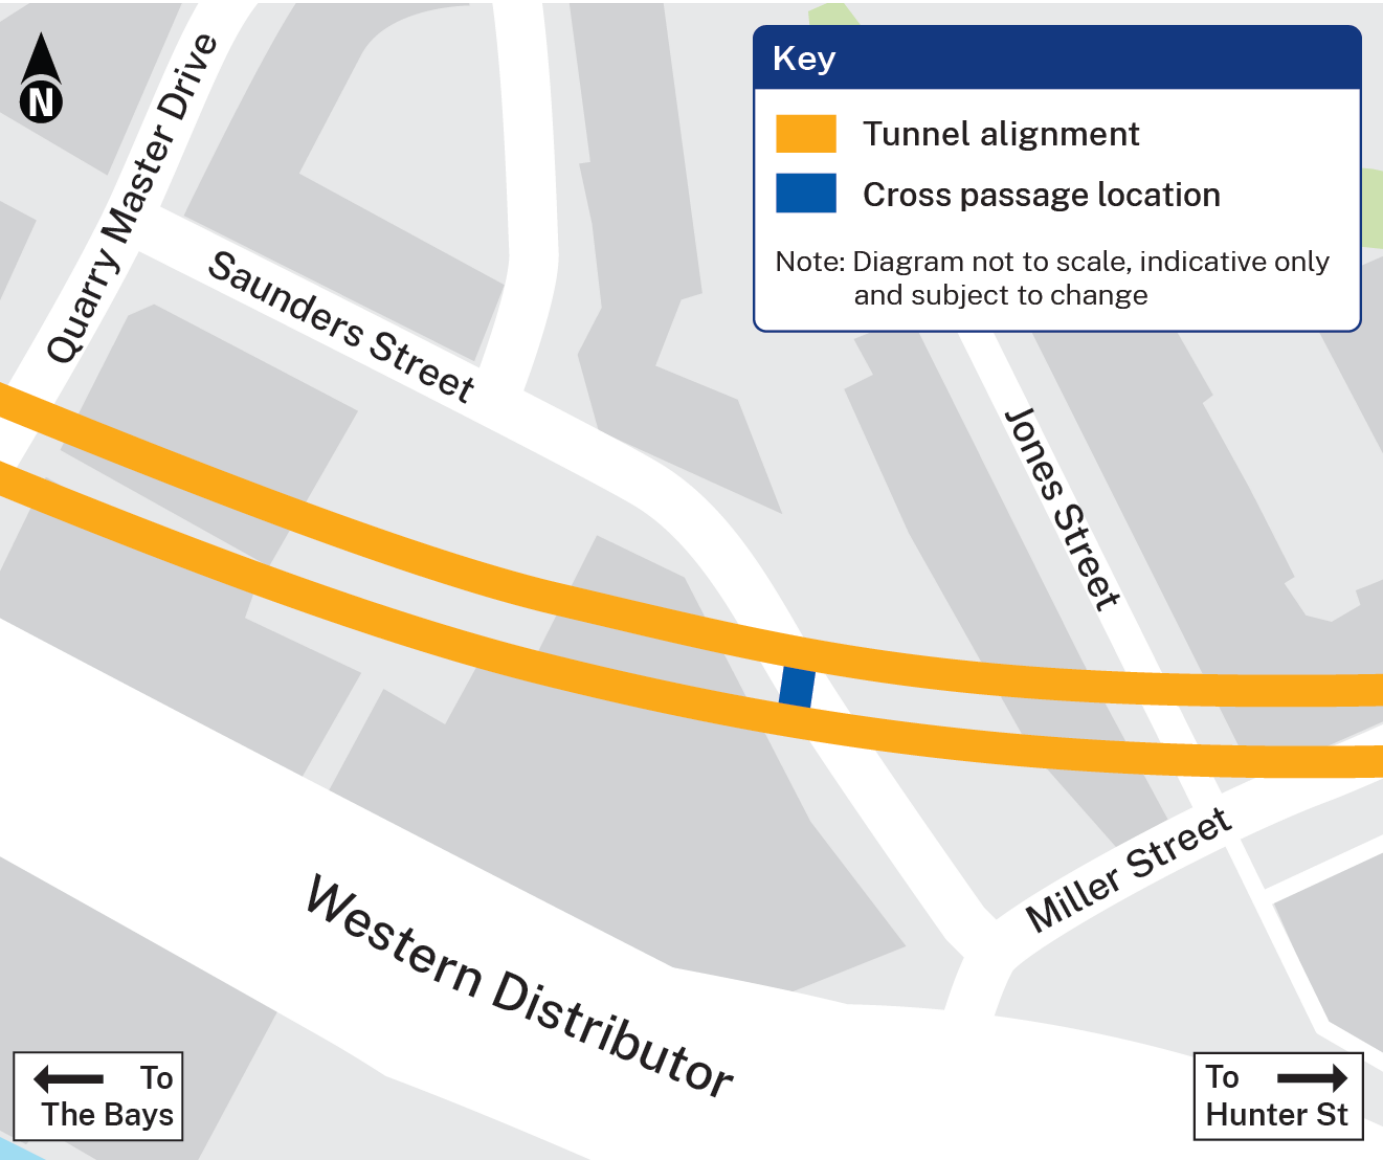 N
Key
Tunnel alignment
Cross passage location
Note: Diagram not to scale, indicative only
and subject to change
Quarry Master Drive
Saunders Street
Jones Street
Miller Street
Western Distributor
To
The Bays
To
Hunter St